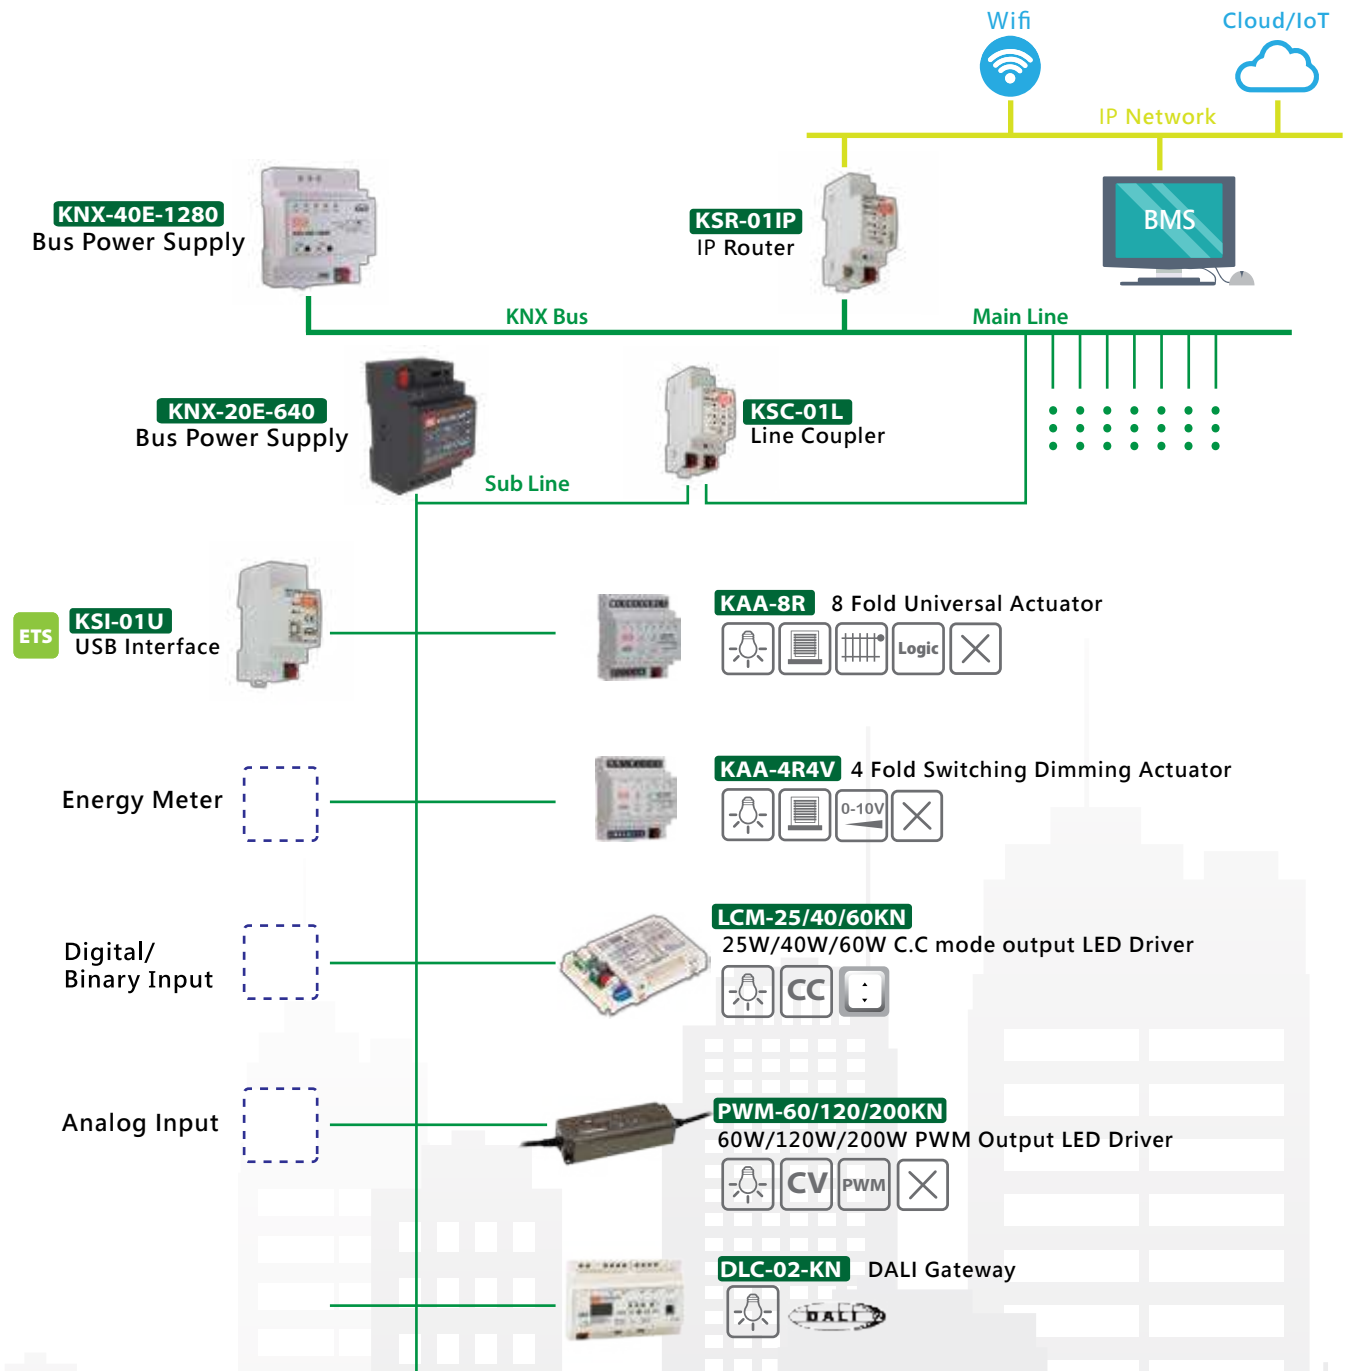 Wifi
Cloud/IoT
IP Network
KNX-40E-1280
Bus Power Supply
KSR-01IP
IP Router
BMS
KNX Bus
Main Line
KNX-20E-640
Bus Power Supply
KSC-01L
Line Coupler
Sub Line
ETS
KSI-01U
USB Interface
KAA-8R 8 Fold Universal Actuator
Logic
Energy Meter
KAA-4R4V 4 Fold Switching Dimming Actuator
0-10V
Digital/
Binary Input
LCM-25/40/60KN
25W/40W/60W C.C mode output LED Driver
CC
Analog Input
PWM-60/120/200KN
60W/120W/200W PWM Output LED Driver
CV PWM
DLC-02-KN DALI Gateway
DALI